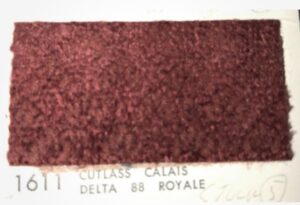 CUTLASS CALAIS
1611 DELTA 88 ROYALE